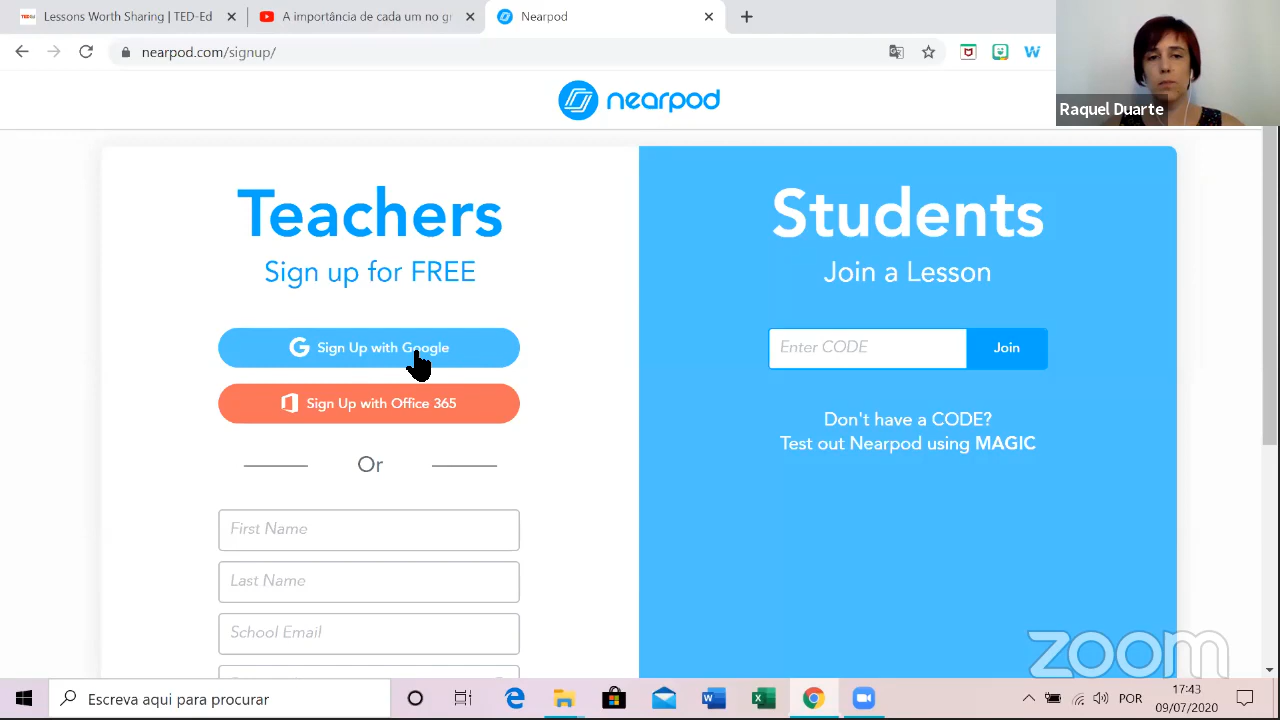 Lessons Worth Sharing | TED-Ed
A importância de cada um no gr
Nearpod
nearpod.com/signup/
nearpod
Raquel Duarte
Teachers
Sign up for FREE
Sign Up with Google
Sign Up with Office 365
Or
First Name
Last Name
School Email
Students
Join a Lesson
Enter CODE
Join
Don't have a CODE?
Test out Nearpod using MAGIC
zoom
Escreva aqui para procurar
POR
17:43
09/07/2020